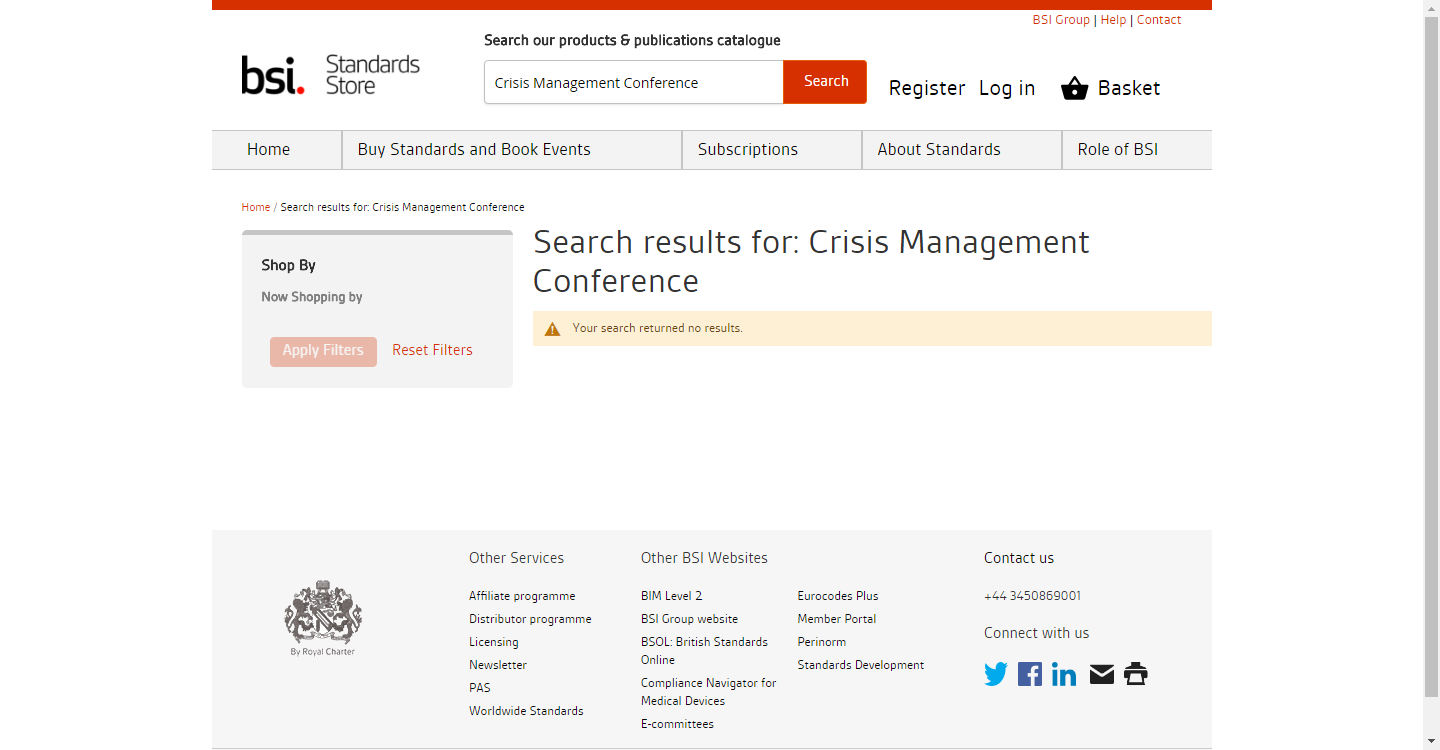 BSI Group | Help | Contact
Search our products & publications catalogue
bsi.
Standards
Store
Crisis Management Conference
Search
Register
Log in
Basket
Home
Buy Standards and Book Events
Subscriptions
About Standards
Role of BSI
Home / Search results for: Crisis Management Conference
Shop By
Now Shopping by
Apply Filters
Reset Filters
Search results for: Crisis Management
Conference
Your search returned no results.
By Royal Charter
Other Services
Affiliate programme
Distributor programme
Licensing
Newsletter
PAS
Worldwide Standards
Other BSI Websites
BIM Level 2
BSI Group website
BSOL: British Standards
Online
Compliance Navigator for
Medical Devices
E-committees
Eurocodes Plus
Member Portal
Perinorm
Standards Development
Contact us
+44 3450869001
Connect with us